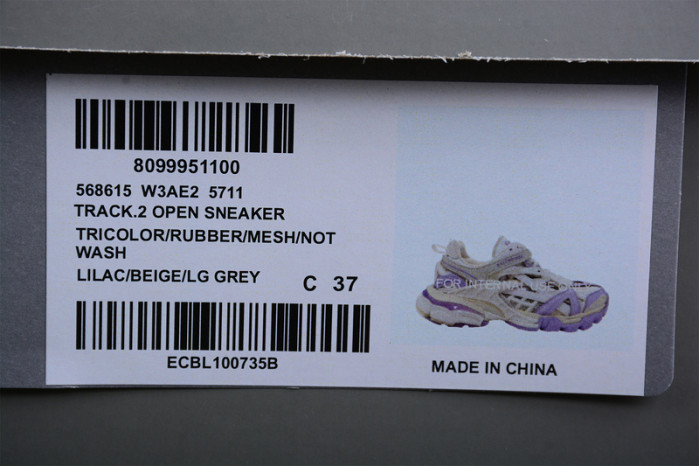 8099951100
568615 W3AE2 5711
TRACK.2 OPEN SNEAKER
TRICOLOR/RUBBER/MESH/NOT
WASH
LILAC/BEIGE/LG GREY
C 37
ECBL100735B
FOR INTERNAL USE ONLY
MADE IN CHINA